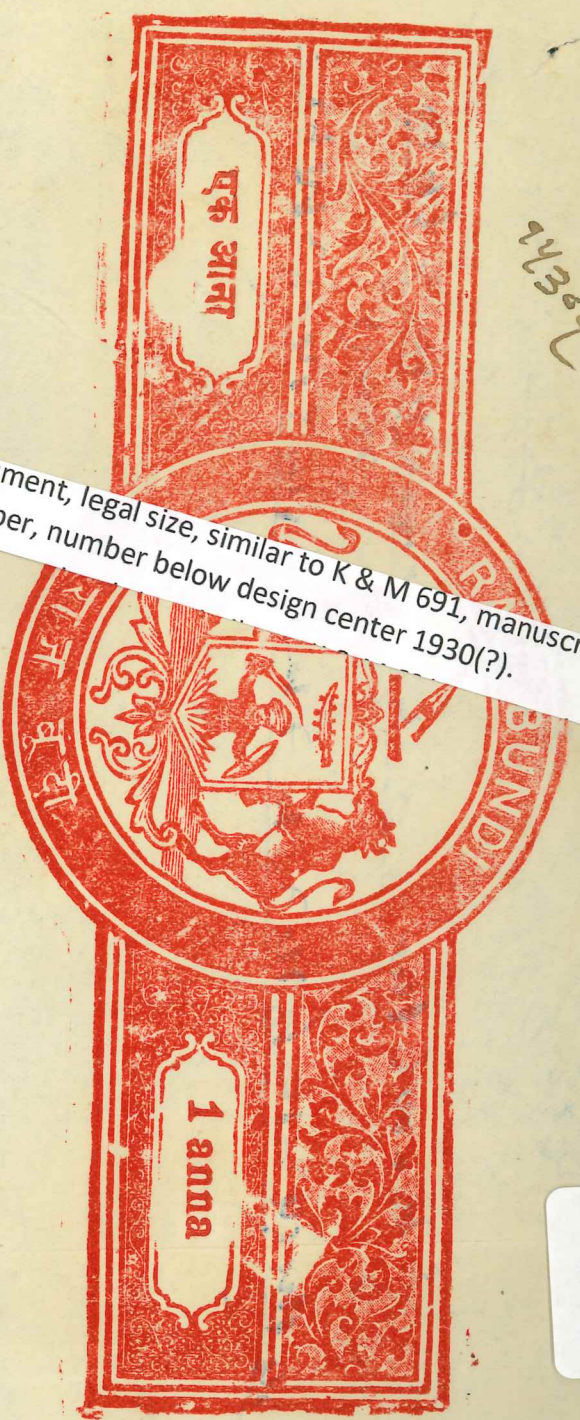 एक आना
ment, legal size, similar to K & M 691, manuscr
per, number below design center 1930(?).
BUNDI
राज बूंदी
1 anna